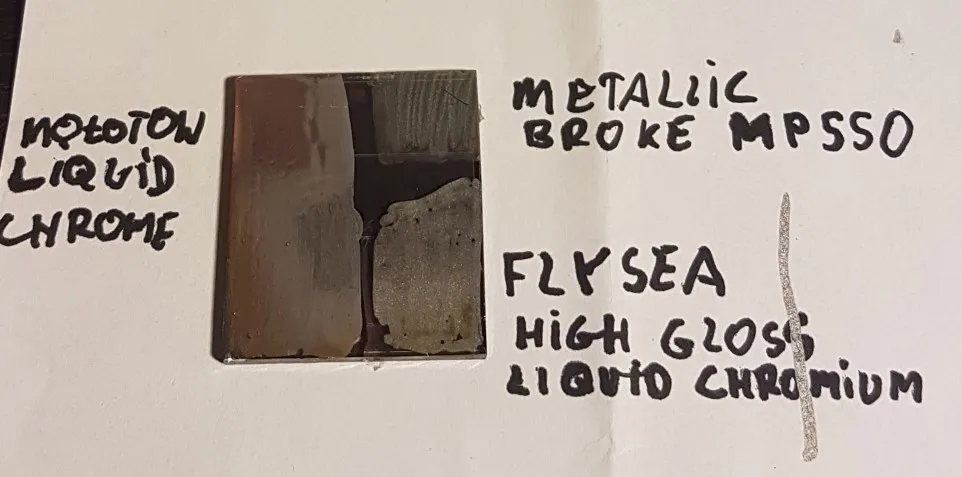 MOLOTOW
LIQUID
CHROME
METALLIC
BROKE MP550
FLYSEA
HIGH GLOSS
LIQUID CHROMIUM